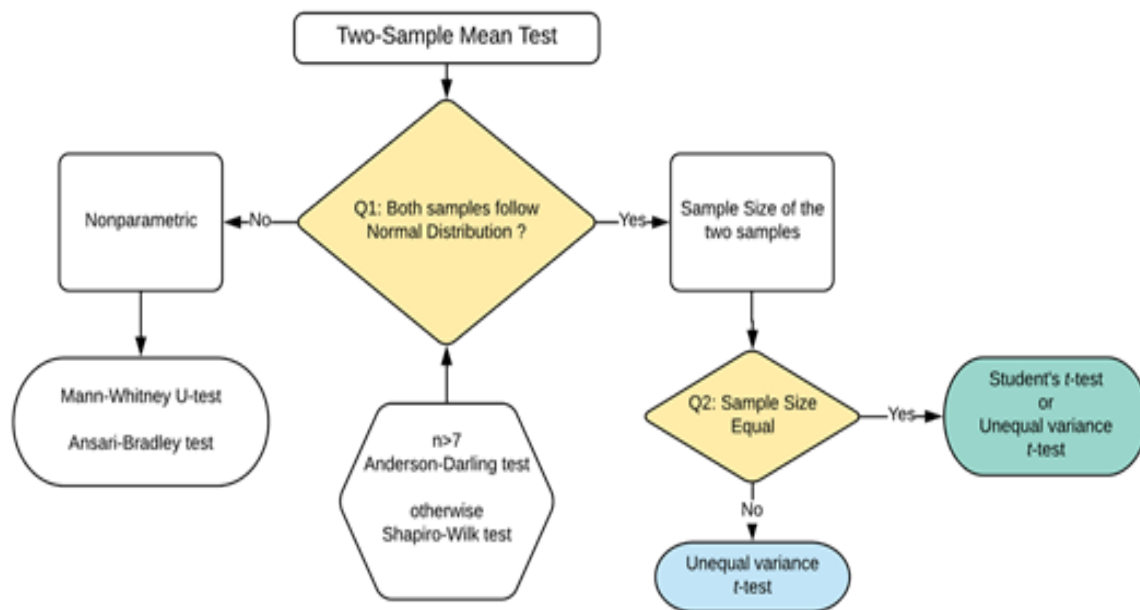 Two-Sample Mean Test
Q1: Both samples follow
Normal Distribution ?
No
Yes
Nonparametric
Sample Size of the
two samples
Mann-Whitney U-test
Ansari-Bradley test
n>7
Anderson-Darling test
otherwise
Shapiro-Wilk test
Q2: Sample Size
Equal
Yes
Student's t-test
or
Unequal variance
t-test
No
Unequal variance
t-test